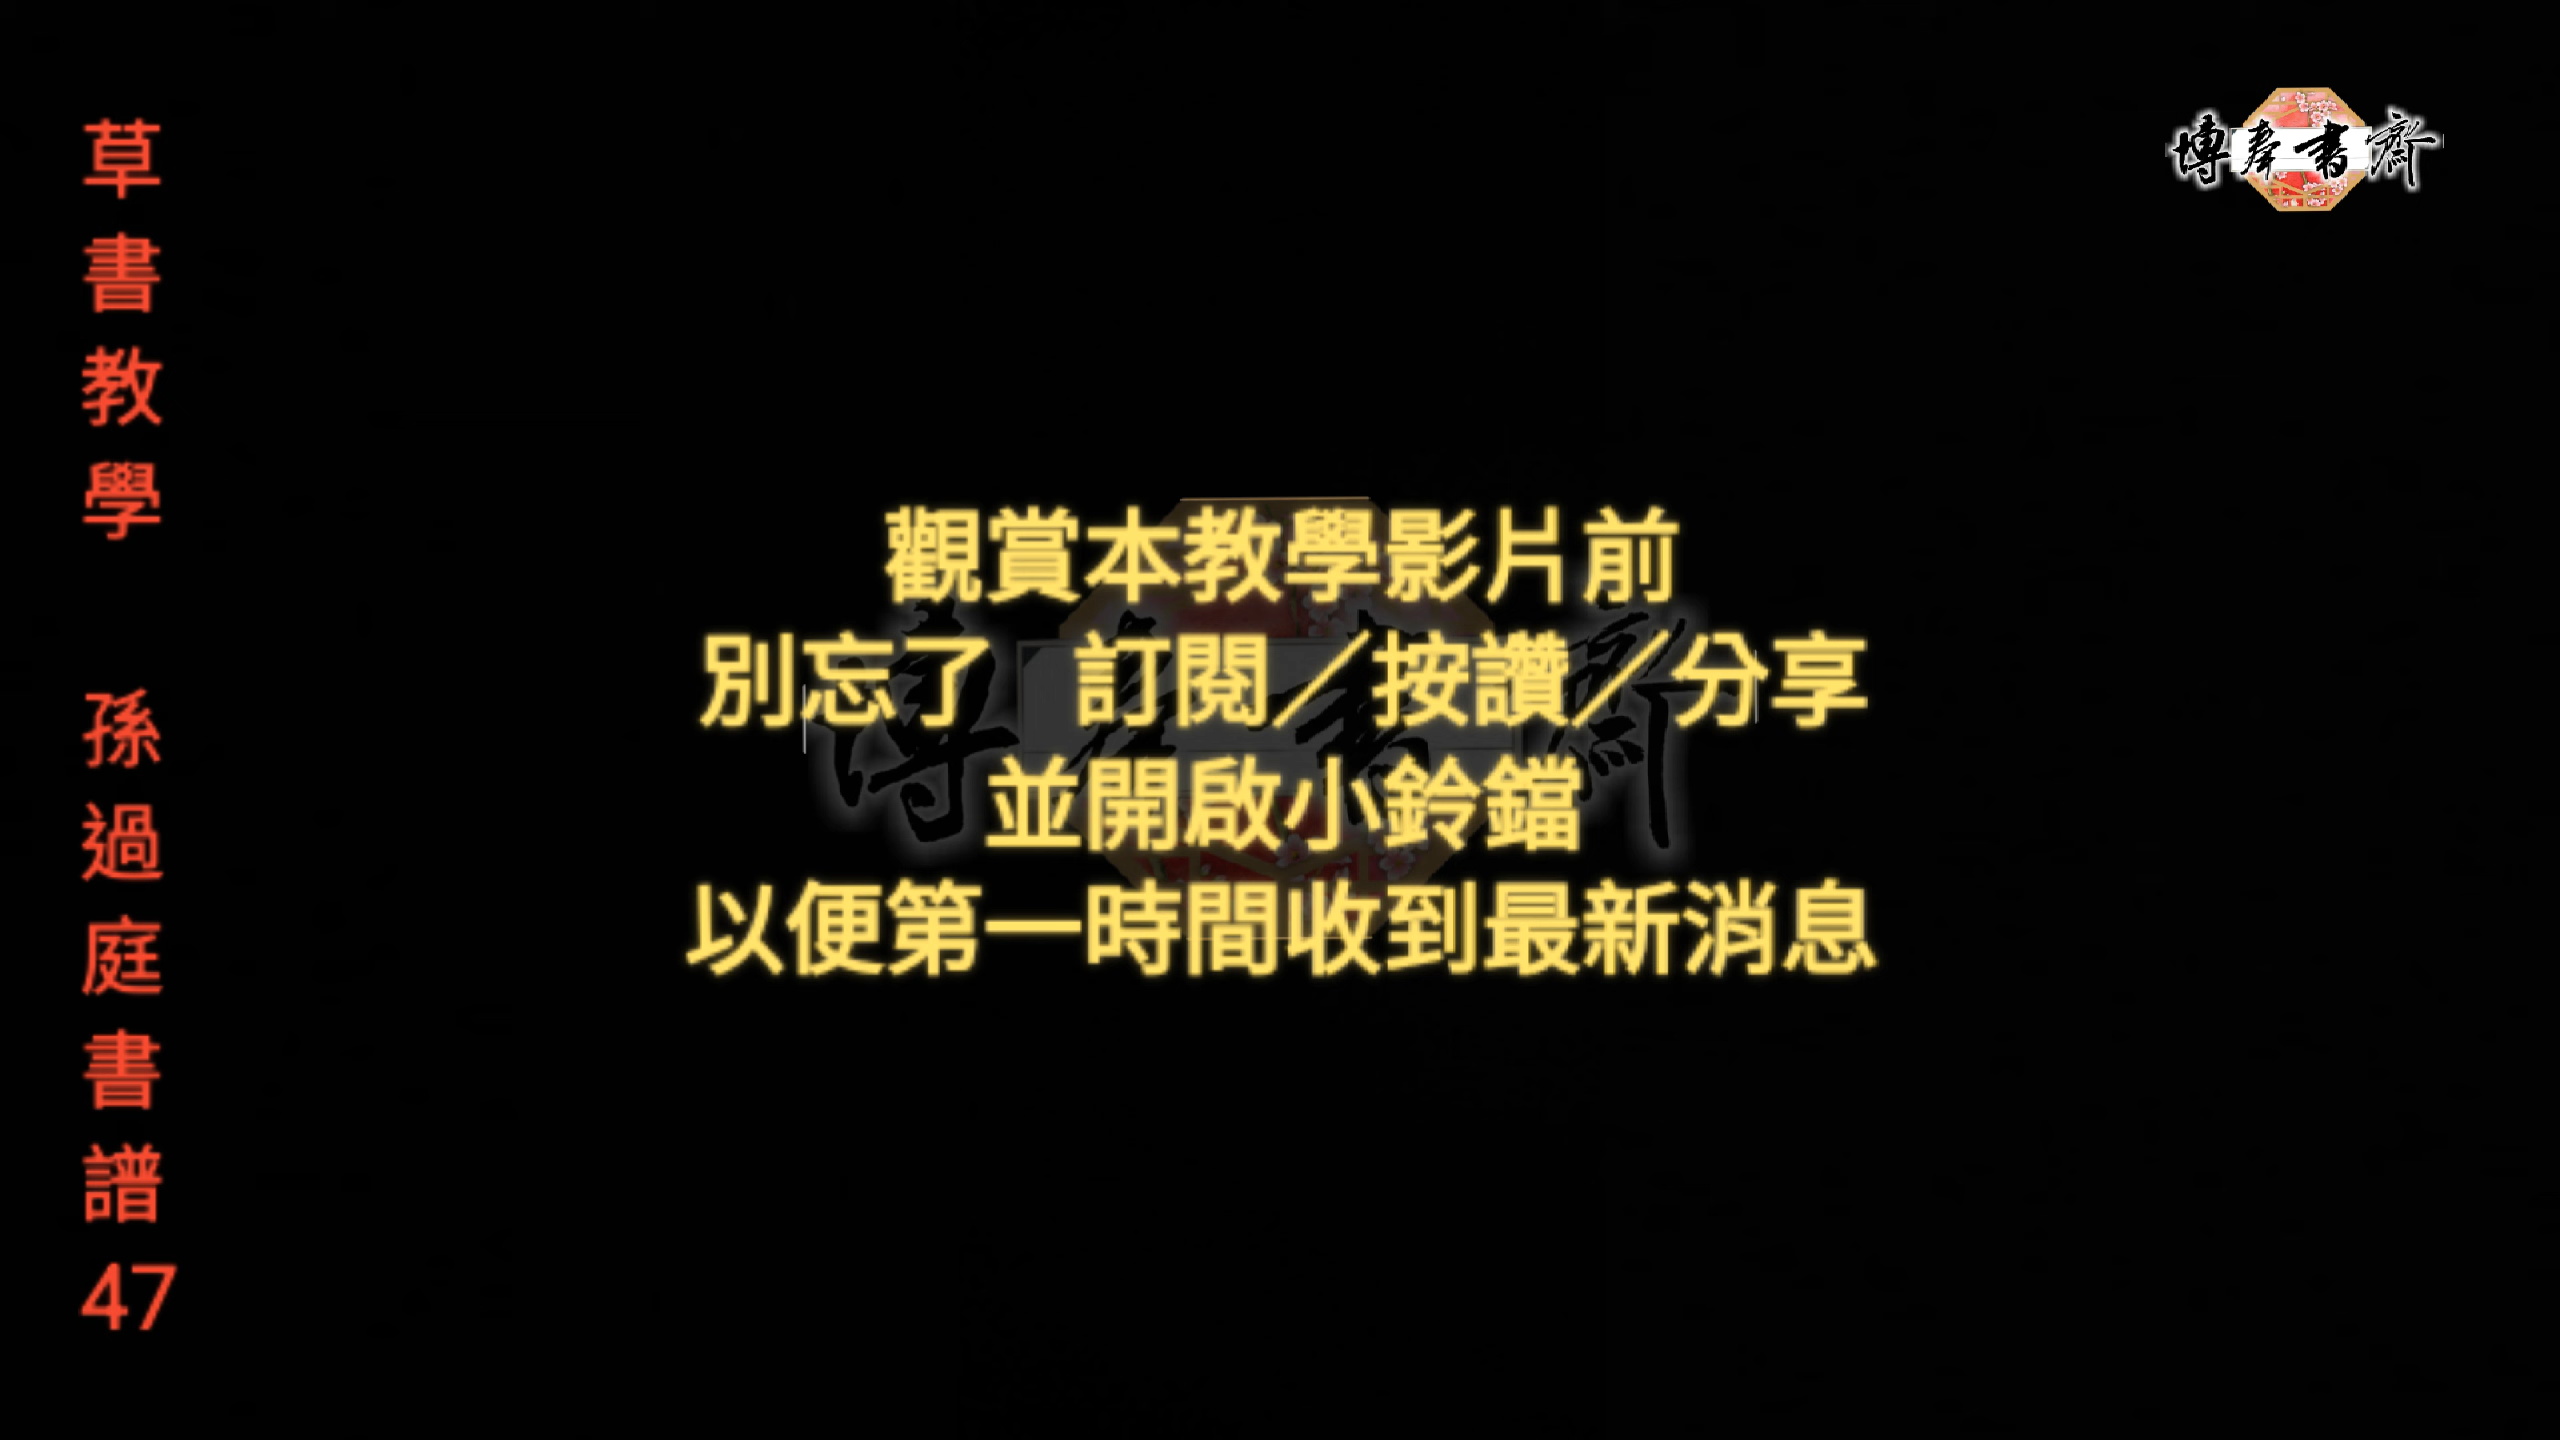 草書教學 孫過庭書譜47
博夆書齋
觀賞本教學影片前
別忘了 訂閱／按讚／分享
並開啟小鈴鐺
以便第一時間收到最新消息